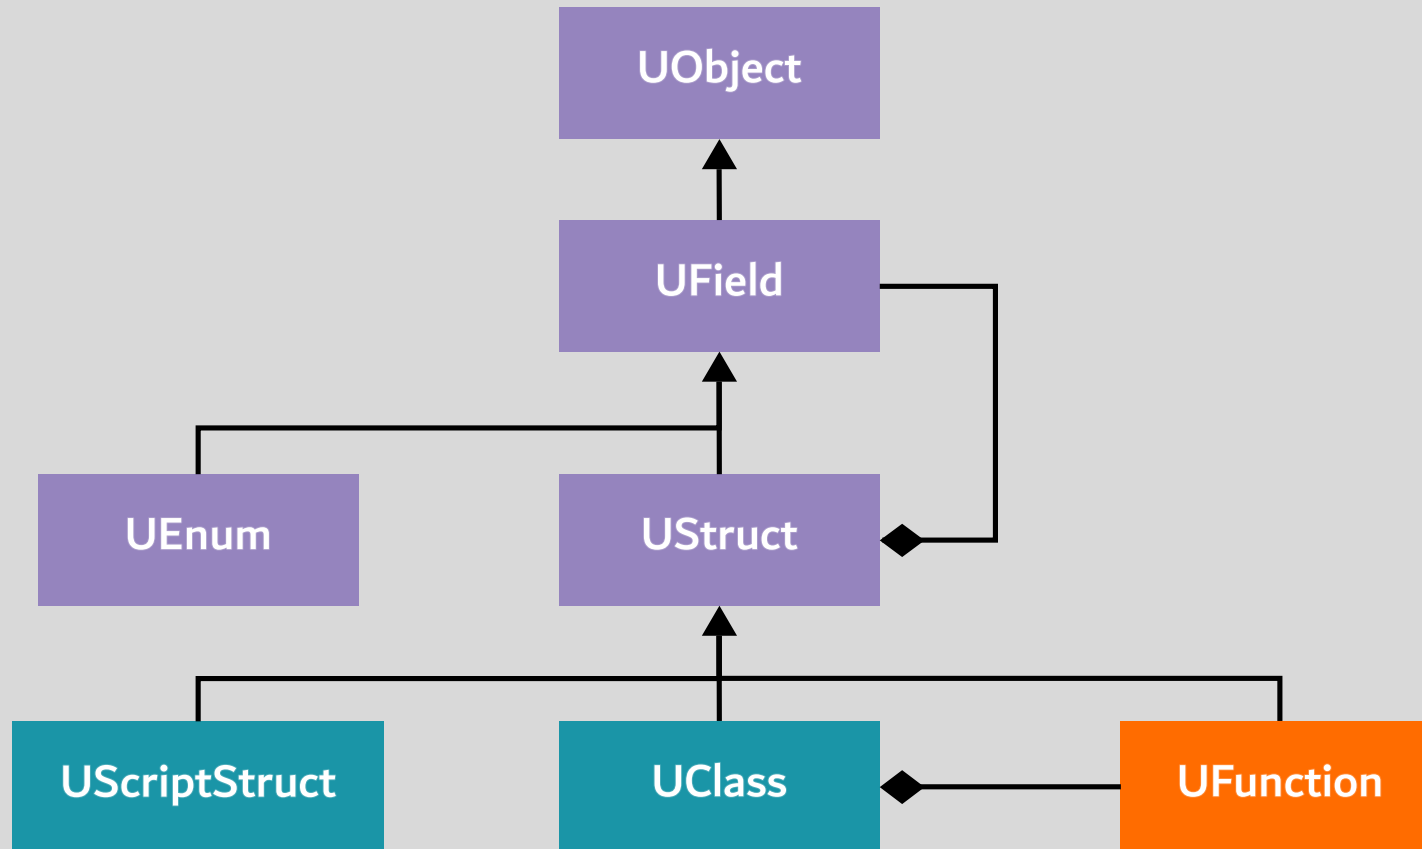 UObject
UField
UEnum
UStruct
UScriptStruct
UClass
UFunction